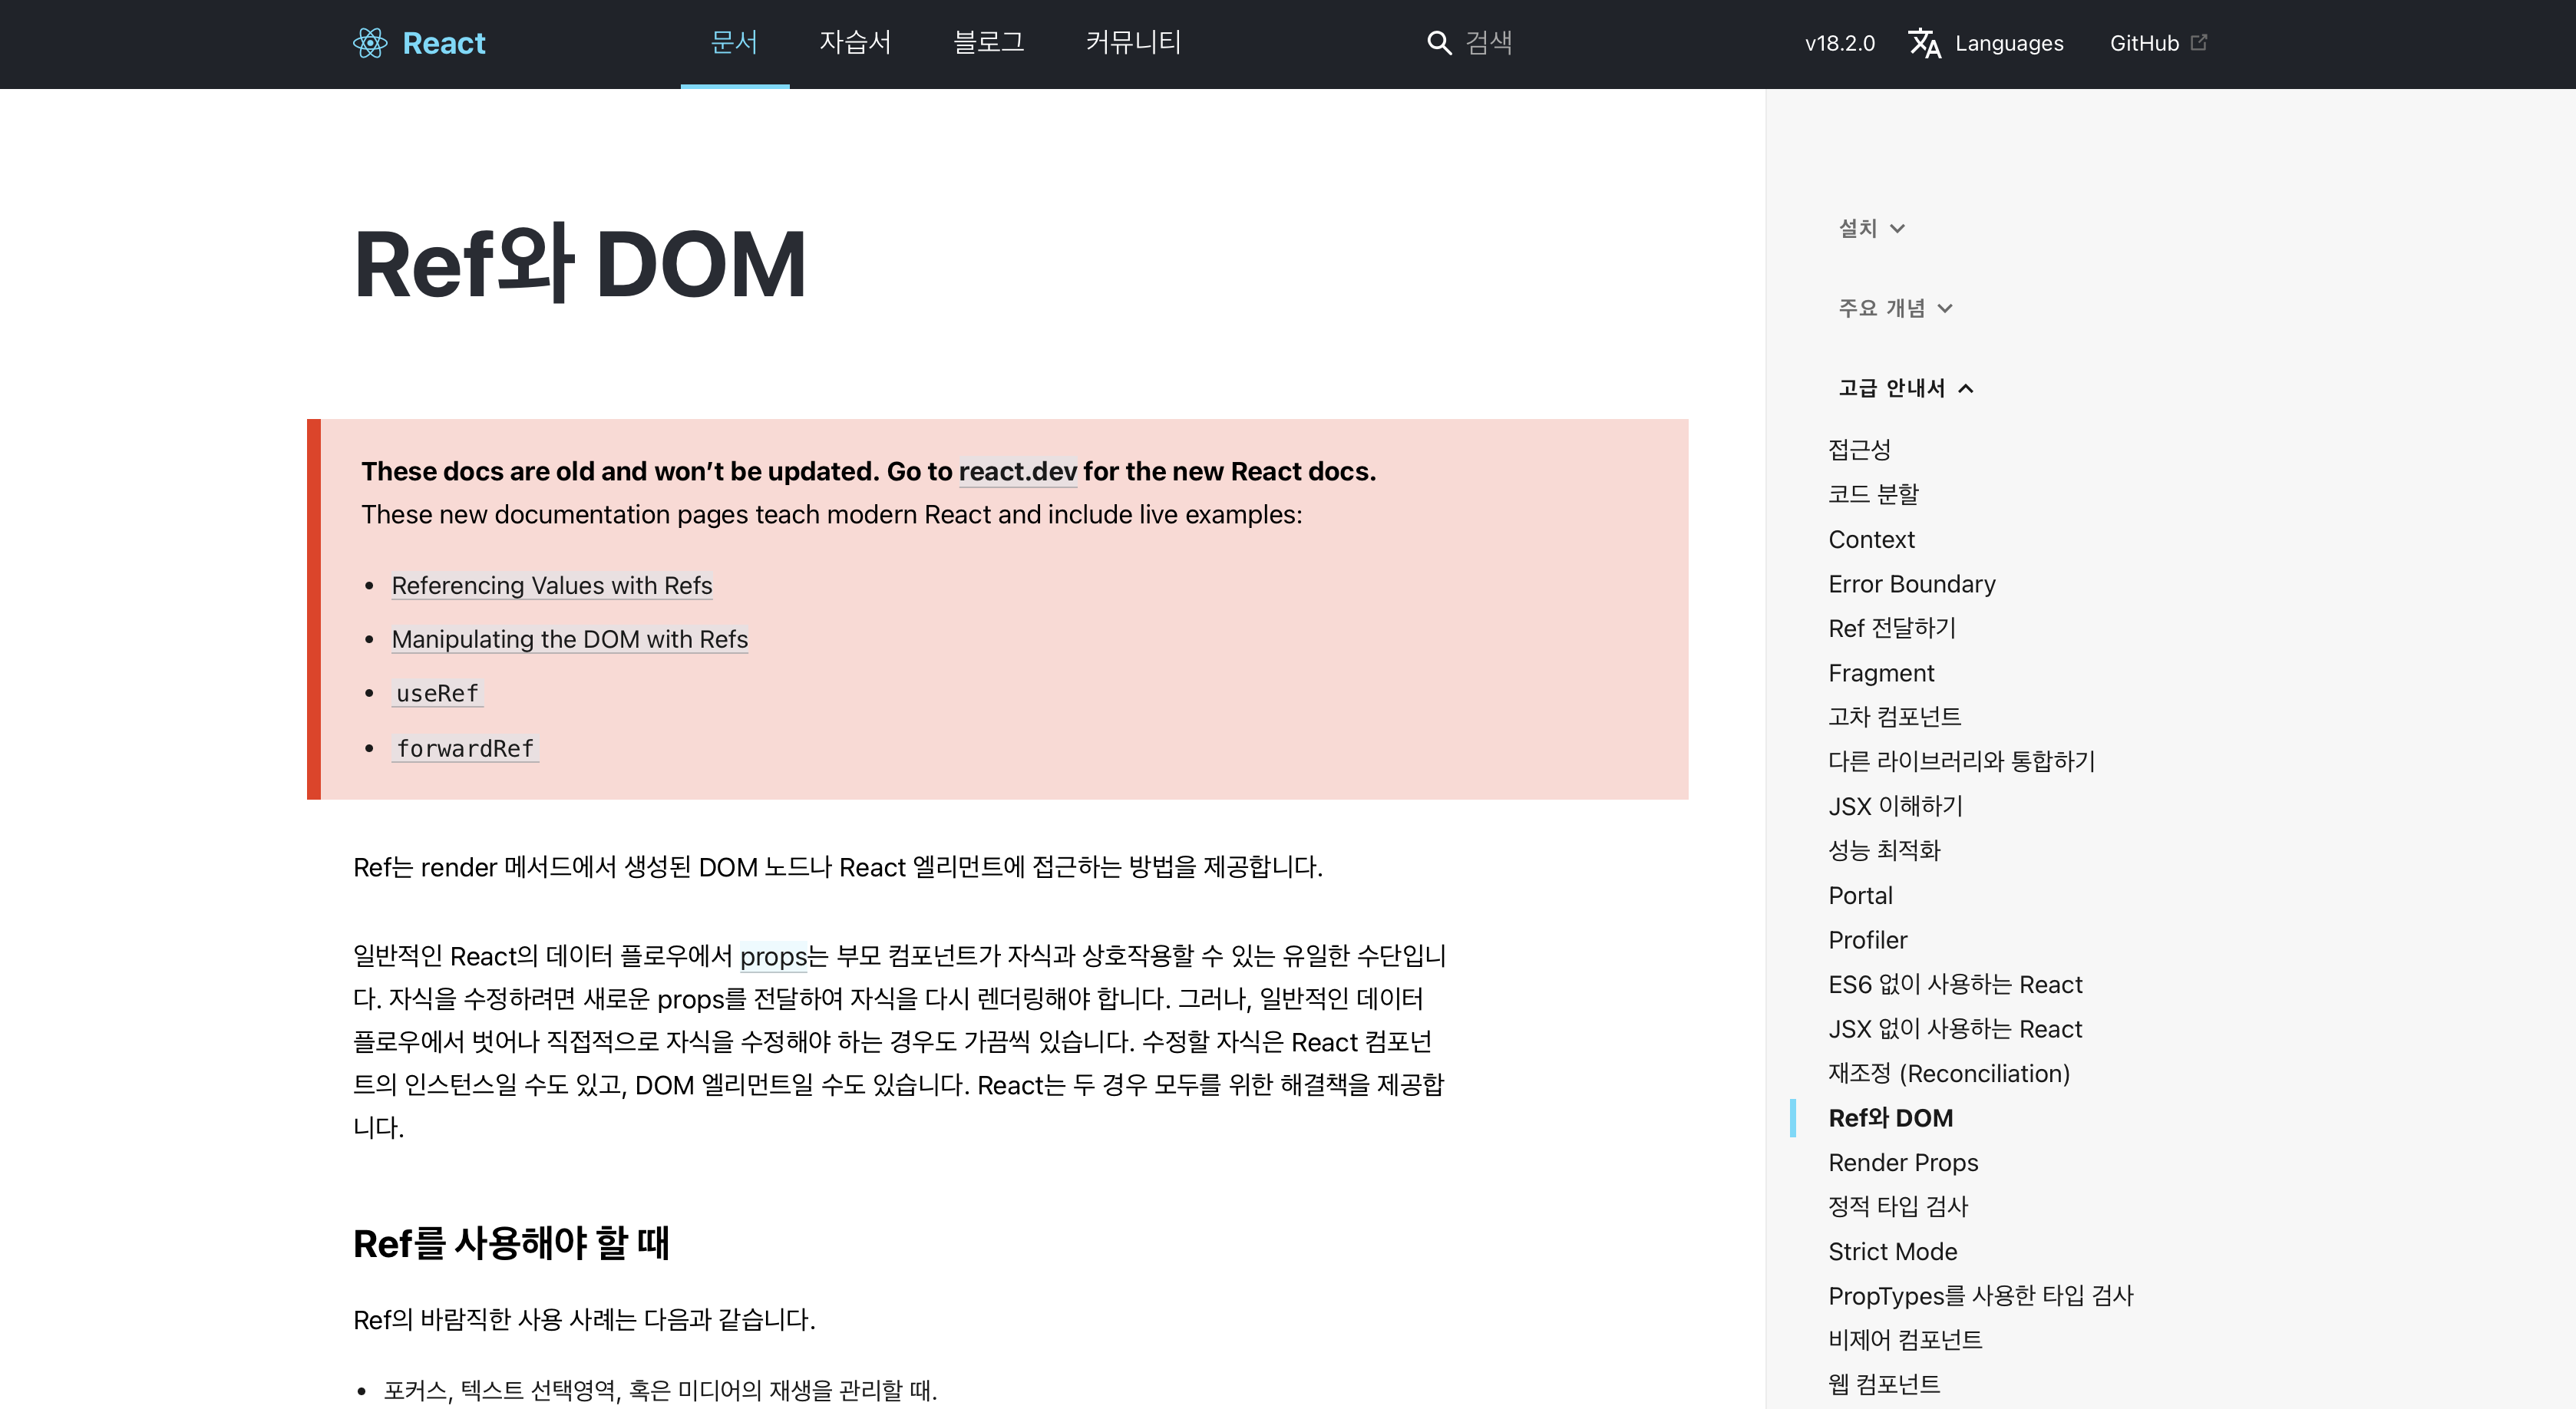 React
문서
자습서
블로그
커뮤니티
검색
v18.2.0
Languages
GitHub
Ref와 DOM
These docs are old and won’t be updated. Go to react.dev for the new React docs.
These new documentation pages teach modern React and include live examples:
• Referencing Values with Refs
• Manipulating the DOM with Refs
• useRef
• forwardRef
Ref는 render 메서드에서 생성된 DOM 노드나 React 엘리먼트에 접근하는 방법을 제공합니다.
일반적인 React의 데이터 플로우에서 props는 부모 컴포넌트가 자식과 상호작용할 수 있는 유일한 수단입니
다. 자식을 수정하려면 새로운 props를 전달하여 자식을 다시 렌더링해야 합니다. 그러나, 일반적인 데이터
플로우에서 벗어나 직접적으로 자식을 수정해야 하는 경우도 가끔씩 있습니다. 수정할 자식은 React 컴포넌
트의 인스턴스일 수도 있고, DOM 엘리먼트일 수도 있습니다. React는 두 경우 모두를 위한 해결책을 제공합
니다.
Ref를 사용해야 할 때
Ref의 바람직한 사용 사례는 다음과 같습니다.
• 포커스, 텍스트 선택영역, 혹은 미디어의 재생을 관리할 때.
설치
주요 개념
고급 안내서
접근성
코드 분할
Context
Error Boundary
Ref 전달하기
Fragment
고차 컴포넌트
다른 라이브러리와 통합하기
JSX 이해하기
성능 최적화
Portal
Profiler
ES6 없이 사용하는 React
JSX 없이 사용하는 React
재조정 (Reconciliation)
Ref와 DOM
Render Props
정적 타입 검사
Strict Mode
PropTypes를 사용한 타입 검사
비제어 컴포넌트
웹 컴포넌트